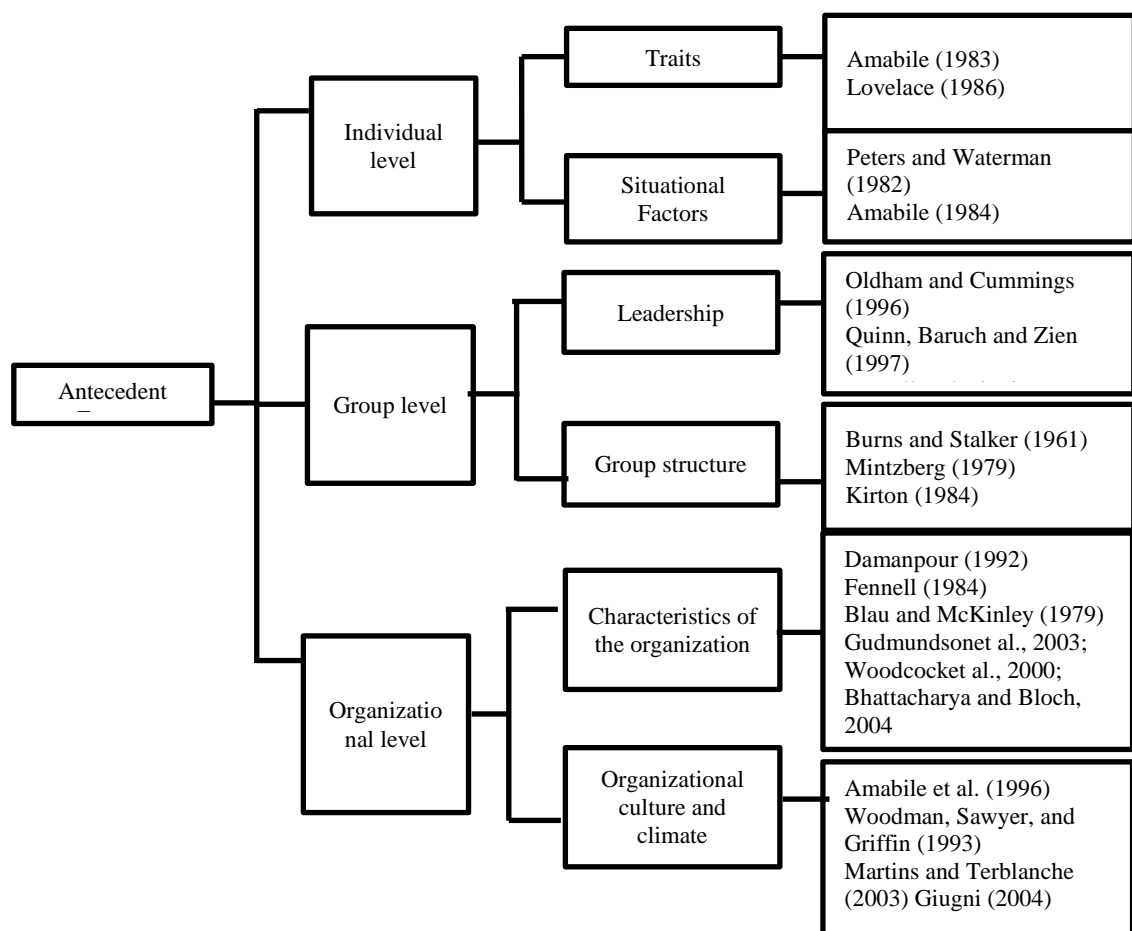 Antecedent
Individual
level
Traits
Amabile (1983)
Lovelace (1986)
Situational
Factors
Peters and Waterman
(1982)
Amabile (1984)
Group level
Leadership
Oldham and Cummings
(1996)
Quinn, Baruch and Zien
(1997)
Group structure
Burns and Stalker (1961)
Mintzberg (1979)
Kirton (1984)
Organizatio
nal level
Characteristics of
the organization
Damanpour (1992)
Fennell (1984)
Blau and McKinley (1979)
Gudmundsonet al., 2003;
Woodcocket al., 2000;
Bhattacharya and Bloch,
2004
Organizational
culture and
climate
Amabile et al. (1996)
Woodman, Sawyer, and
Griffin (1993)
Martins and Terblanche
(2003) Giugni (2004)